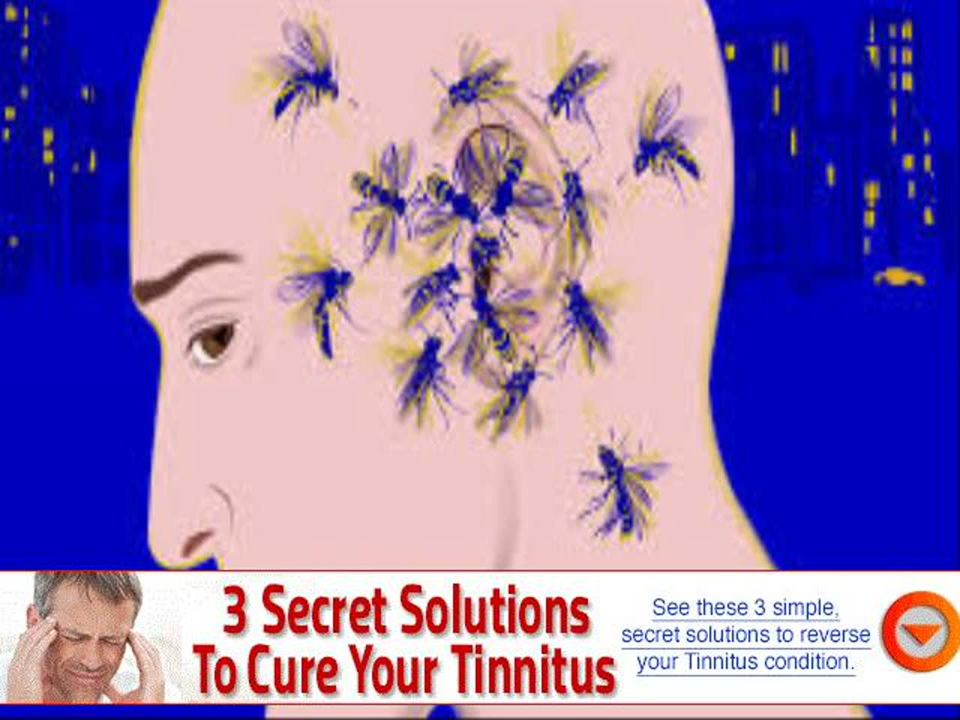 3 Secret Solutions
To Cure Your Tinnitus
See these 3 simple,
secret solutions to reverse
your Tinnitus condition.